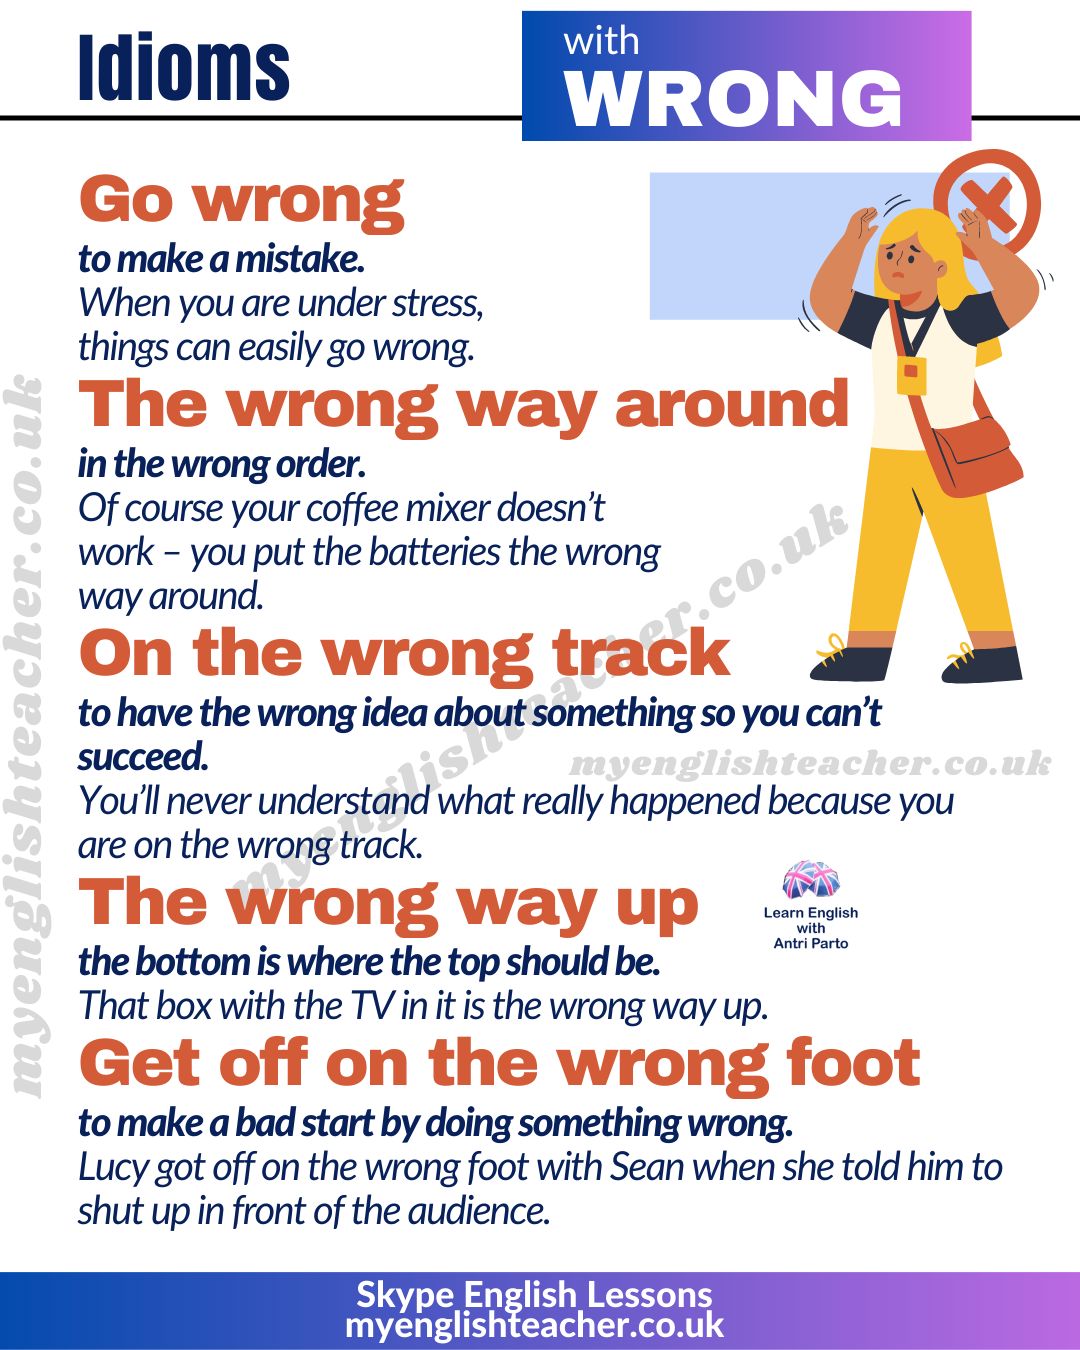 Idioms
with
WRONG
Go wrong
to make a mistake.
When you are under stress,
things can easily go wrong.
The wrong way around
in the wrong order.
Of course your coffee mixer doesn't
work – you put the batteries the wrong
way around.
On the wrong track
to have the wrong idea about something so you can't
succeed.
You'll never understand what really happened because you
are on the wrong track.
The wrong way up
the bottom is where the top should be.
That box with the TV in it is the wrong way up.
Get off on the wrong foot
to make a bad start by doing something wrong.
Lucy got off on the wrong foot with Sean when she told him to
shut up in front of the audience.
Learn English
with
Antri Parto
myenglishteacher.co.uk
myengilishteacher.co.uk
myenglishteacher.co.uk
Skype English Lessons
myenglishteacher.co.uk